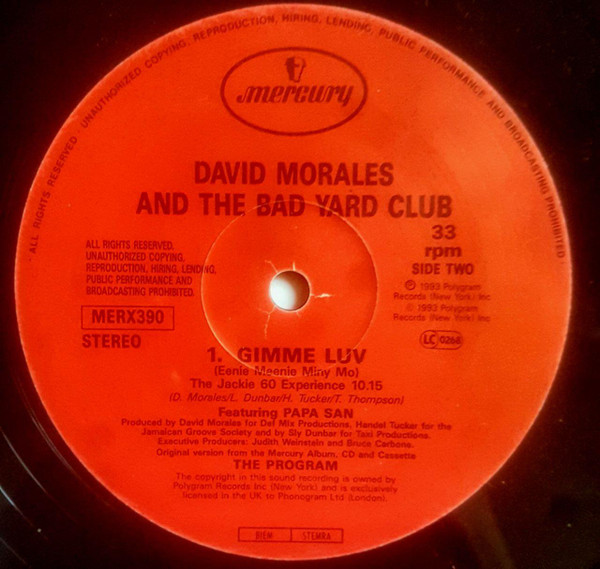 ALL RIGHTS RESERVED · UNAUTHORIZED COPYING, REPRODUCTION, HIRING, LENDING, PUBLIC PERFORMANCE AND BROADCASTING PROHIBITED ·
mercury
DAVID MORALES
AND THE BAD YARD CLUB
33
rpm
SIDE TWO
ALL RIGHTS RESERVED.
UNAUTHORIZED COPYING,
REPRODUCTION, HIRING, LENDING,
PUBLIC PERFORMANCE AND
BROADCASTING PROHIBITED.
℗ 1993 Polygram
Records (New York) Inc
© 1993 Polygram
Records (New York) Inc
MERX390
STEREO
LC 0268
1. GIMME LUV
(Eenie Meenie Miny Mo)
The Jackie 60 Experience 10.15
(D. Morales/L. Dunbar/H. Tucker/T. Thompson)
Featuring PAPA SAN
Produced by David Morales for Def Mix Productions, Handel Tucker for the
Jamaican Groove Society and by Sly Dunbar for Taxi Productions.
Executive Producers: Judith Weinstein and Bruce Carbone.
Original version from the Mercury Album, CD and Cassette
THE PROGRAM
The copyright in this sound recording is owned by
Polygram Records Inc (New York) and is exclusively
licensed in the UK to Phonogram Ltd (London).
BIEM STEMRA